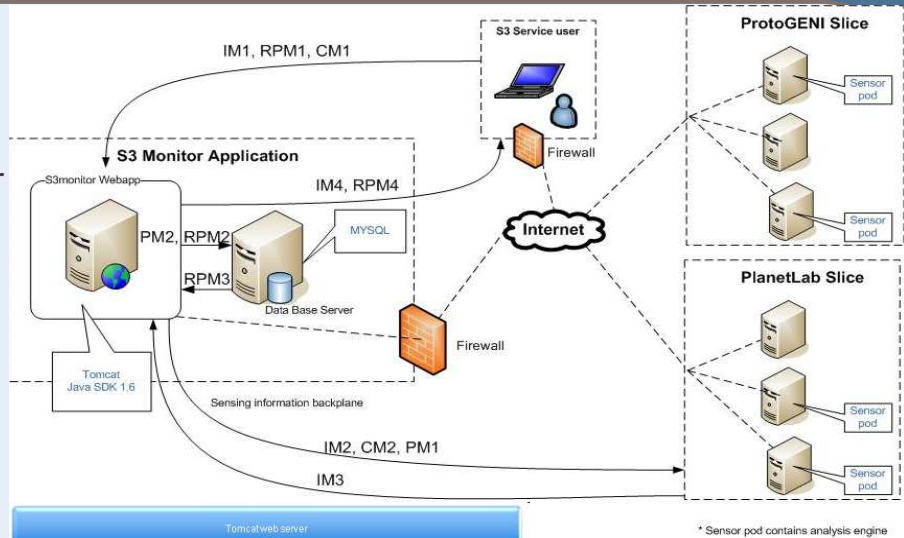 ProtoGENI Slice
S3 Service user
IM1, RPM1, CM1
Sensor
pod
Firewall
S3 Monitor Application
S3monitor Webapp
IM4, RPM4
PM2, RPM2
MYSQL
Internet
Sensor
pod
RPM3
Data Base Server
PlanetLab Slice
Firewall
Tomcat
Java SDK 1.6
Sensing information backplane
Sensor
pod
IM2, CM2, PM1
IM3
Sensor
pod
Tomcatweb server
* Sensor pod contains analysis engine